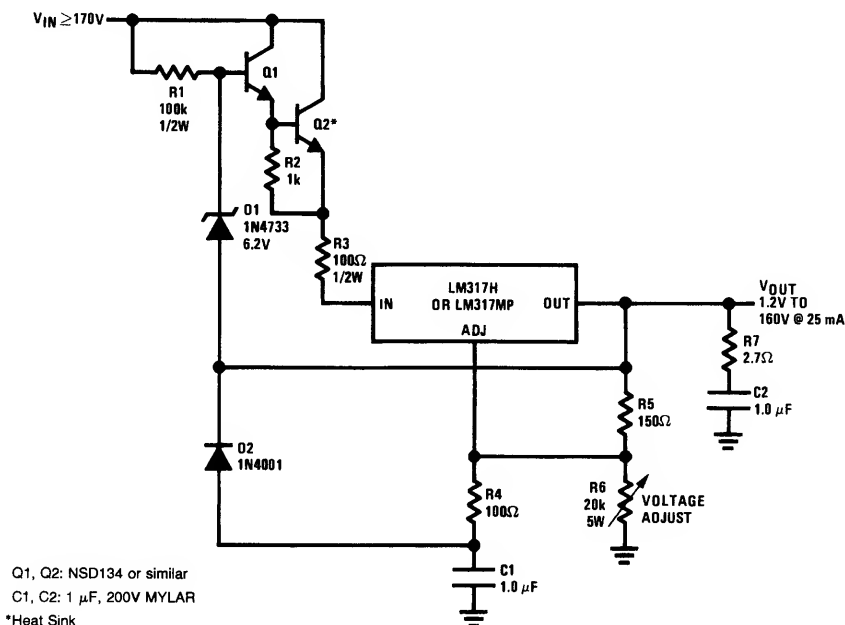 VIN ≥170V
R1
100k
1/2W
Q1
Q2*
R2
1k
D1
1N4733
6.2V
R3
100Ω
1/2W
LM317H
OR LM317MP
IN
OUT
ADJ
VOUT
1.2V TO
160V @ 25 mA
R7
2.7Ω
C2
1.0 μF
R5
150Ω
D2
1N4001
R4
100Ω
R6
20k
5W
VOLTAGE
ADJUST
C1
1.0 μF
Q1, Q2: NSD134 or similar
C1, C2: 1 μF, 200V MYLAR
*Heat Sink